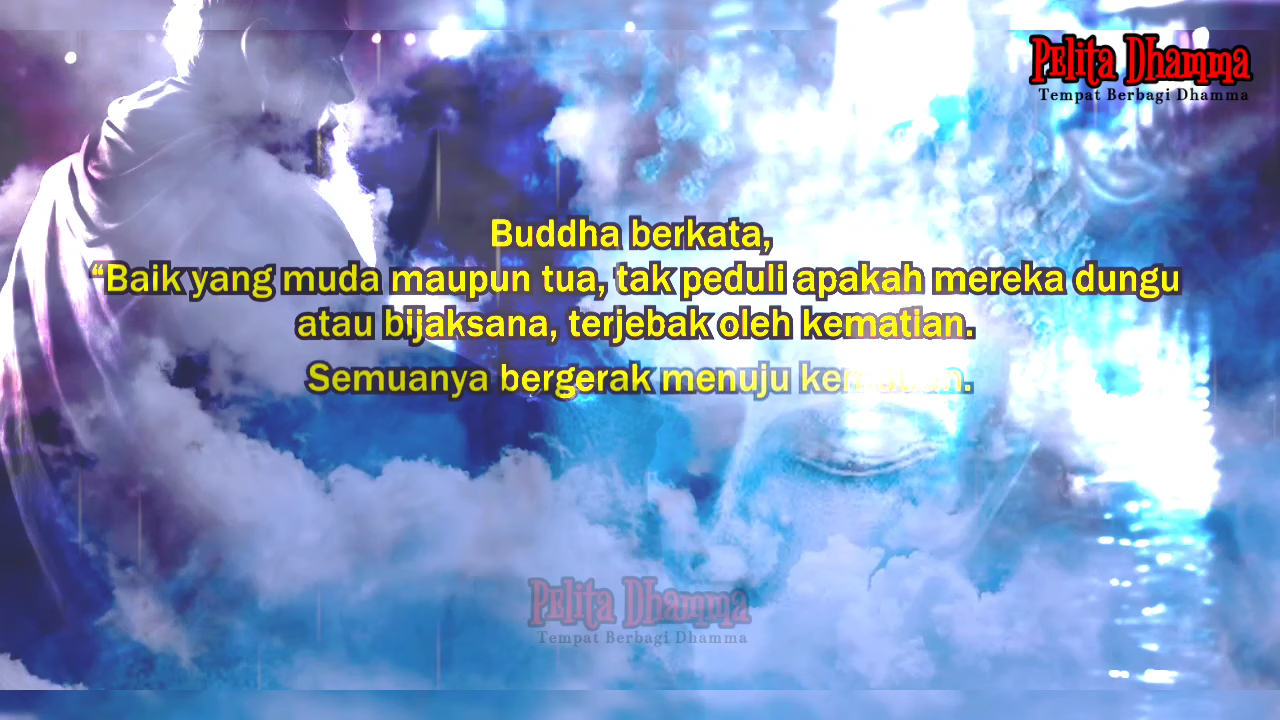 Pelita Dhamma
Tempat Berbagi Dhamma
Buddha berkata,
“Baik yang muda maupun tua, tak peduli apakah mereka dungu
atau bijaksana, terjebak oleh kematian.
Semuanya bergerak menuju kematian.
Pelita Dhamma
Tempat Berbagi Dhamma